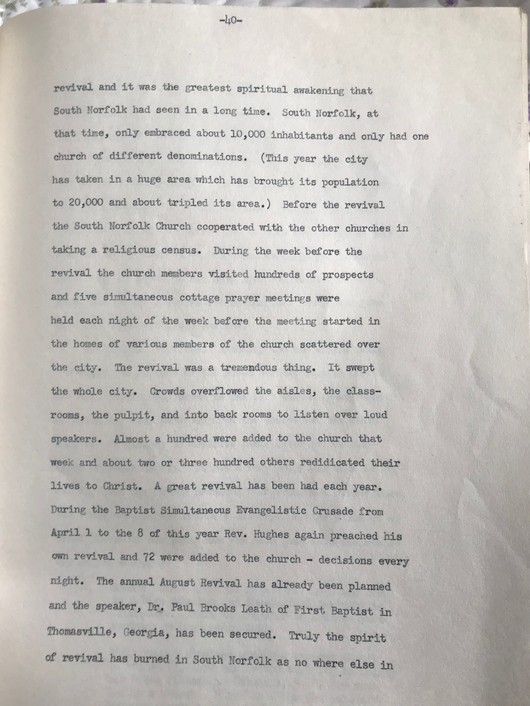 -40-
revival and it was the greatest spiritual awakening that
South Norfolk had seen in a long time. South Norfolk, at
that time, only embraced about 10,000 inhabitants and only had one
church of different denominations. (This year the city
has taken in a huge area which has brought its population
to 20,000 and about tripled its area.) Before the revival
the South Norfolk Church cooperated with the other churches in
taking a religious census. During the week before the
revival the church members visited hundreds of prospects
and five simultaneous cottage prayer meetings were
held each night of the week before the meeting started in
the homes of various members of the church scattered over
the city. The revival was a tremendous thing. It swept
the whole city. Crowds overflowed the aisles, the class-
rooms, the pulpit, and into back rooms to listen over loud
speakers. Almost a hundred were added to the church that
week and about two or three hundred others redidicated their
lives to Christ. A great revival has been had each year.
During the Baptist Simultaneous Evangelistic Crusade from
April 1 to the 8 of this year Rev. Hughes again preached his
own revival and 72 were added to the church - decisions every
night. The annual August Revival has already been planned
and the speaker, Dr. Paul Brooks Leath of First Baptist in
Thomasville, Georgia, has been secured. Truly the spirit
of revival has burned in South Norfolk as no where else in